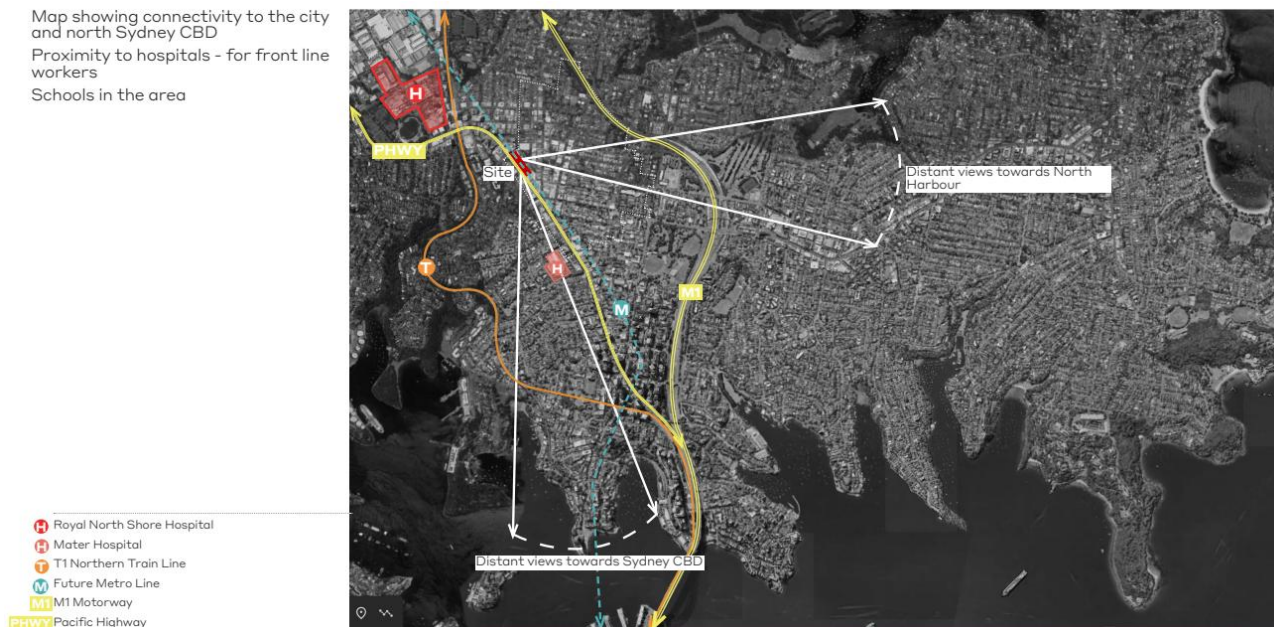 Map showing connectivity to the city
and north Sydney CBD
Proximity to hospitals - for front line
workers
Schools in the area
H
PHWY
Site
Distant views towards North
Harbour
T
H
M1
M
Distant views towards Sydney CBD
H Royal North Shore Hospital
H Mater Hospital
T T1 Northern Train Line
M Future Metro Line
M1 M1 Motorway
PHWY Pacific Highway